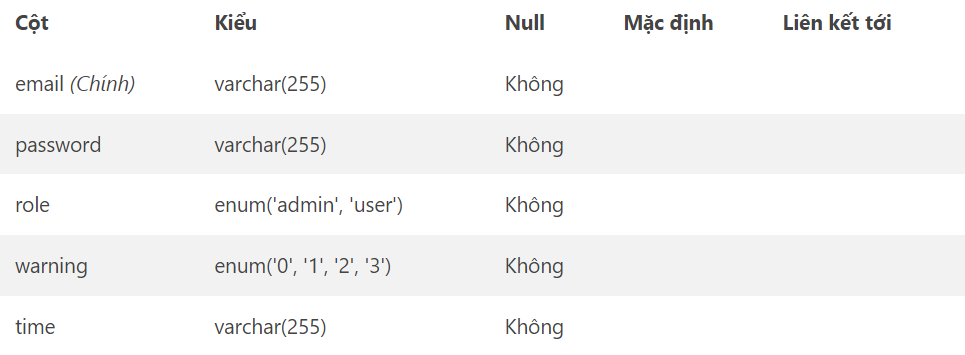 Cột Kiểu Null Mặc định Liên kết tới
email (Chính) varchar(255) Không
password varchar(255) Không
role enum('admin', 'user') Không
warning enum('0', '1', '2', '3') Không
time varchar(255) Không